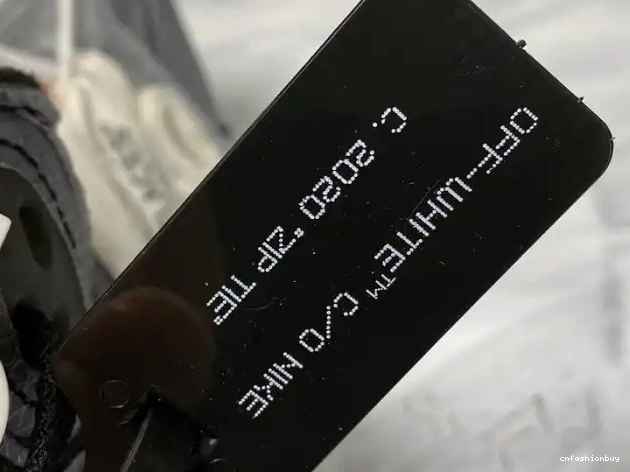 OFF-WHITE™ C/O NIKE
C. 2020 "ZIP TIE"
cnfashionbuy